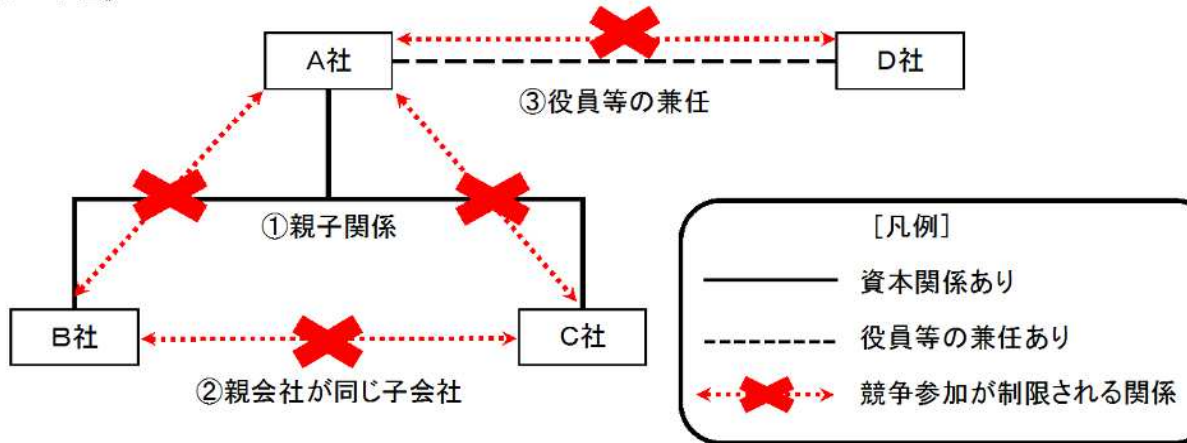 A社
D社
③役員等の兼任
①親子関係
B社
C社
②親会社が同じ子会社
[凡例]
資本関係あり
役員等の兼任あり
競争参加が制限される関係